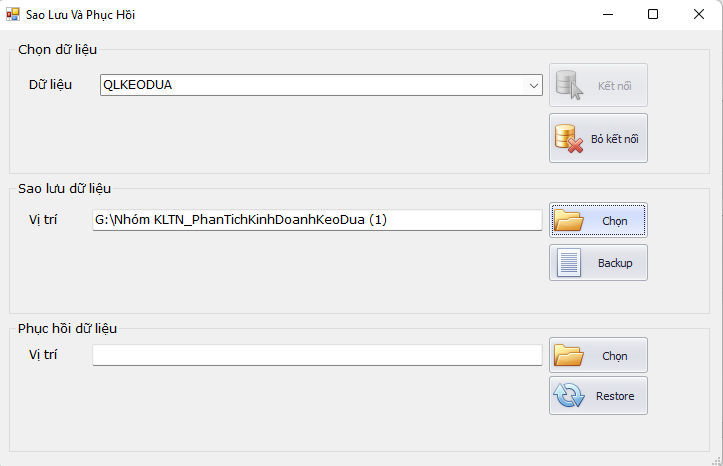 Sao Lưu Và Phục Hồi
Chọn dữ liệu
Dữ liệu
QLKEODUA
Kết nối
Bỏ kết nối
Sao lưu dữ liệu
Vị trí
G:\Nhóm KLTN_PhanTichKinhDoanhKeoDua (1)
Chọn
Backup
Phục hồi dữ liệu
Vị trí
Chọn
Restore